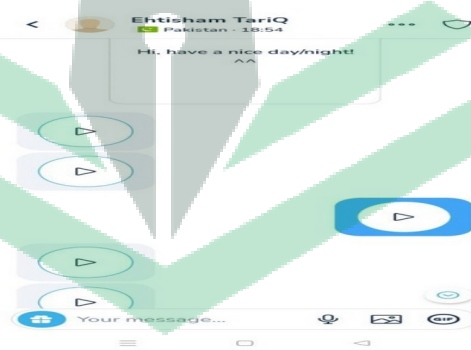 Ehtisham TariQ
Pakistan - 18:54
Hi, have a nice day/night!
^^
Your message...
GIF